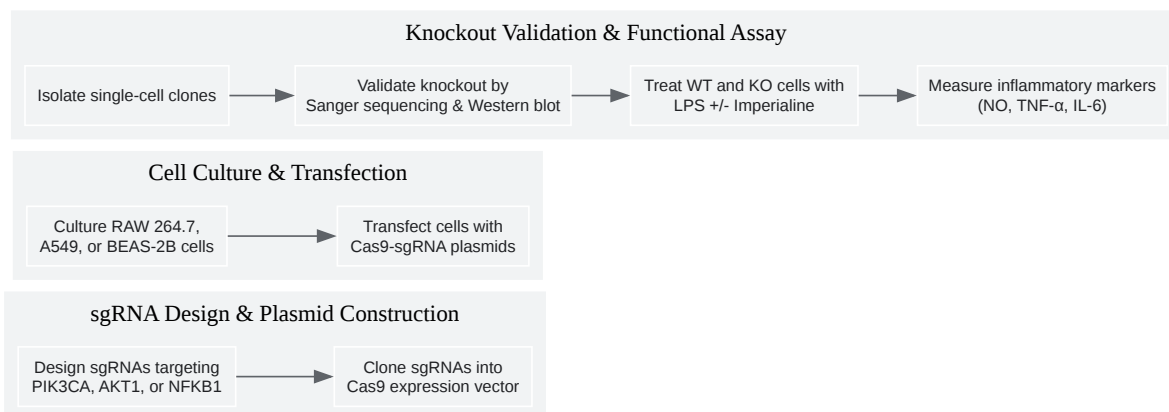 Knockout Validation & Functional Assay
Isolate single-cell clones
Validate knockout by
Sanger sequencing & Western blot
Treat WT and KO cells with
LPS +/- Imperialine
Measure inflammatory markers
(NO, TNF-α, IL-6)
Cell Culture & Transfection
Culture RAW 264.7,
A549, or BEAS-2B cells
Transfect cells with
Cas9-sgRNA plasmids
sgRNA Design & Plasmid Construction
Design sgRNAs targeting
PIK3CA, AKT1, or NFKB1
Clone sgRNAs into
Cas9 expression vector